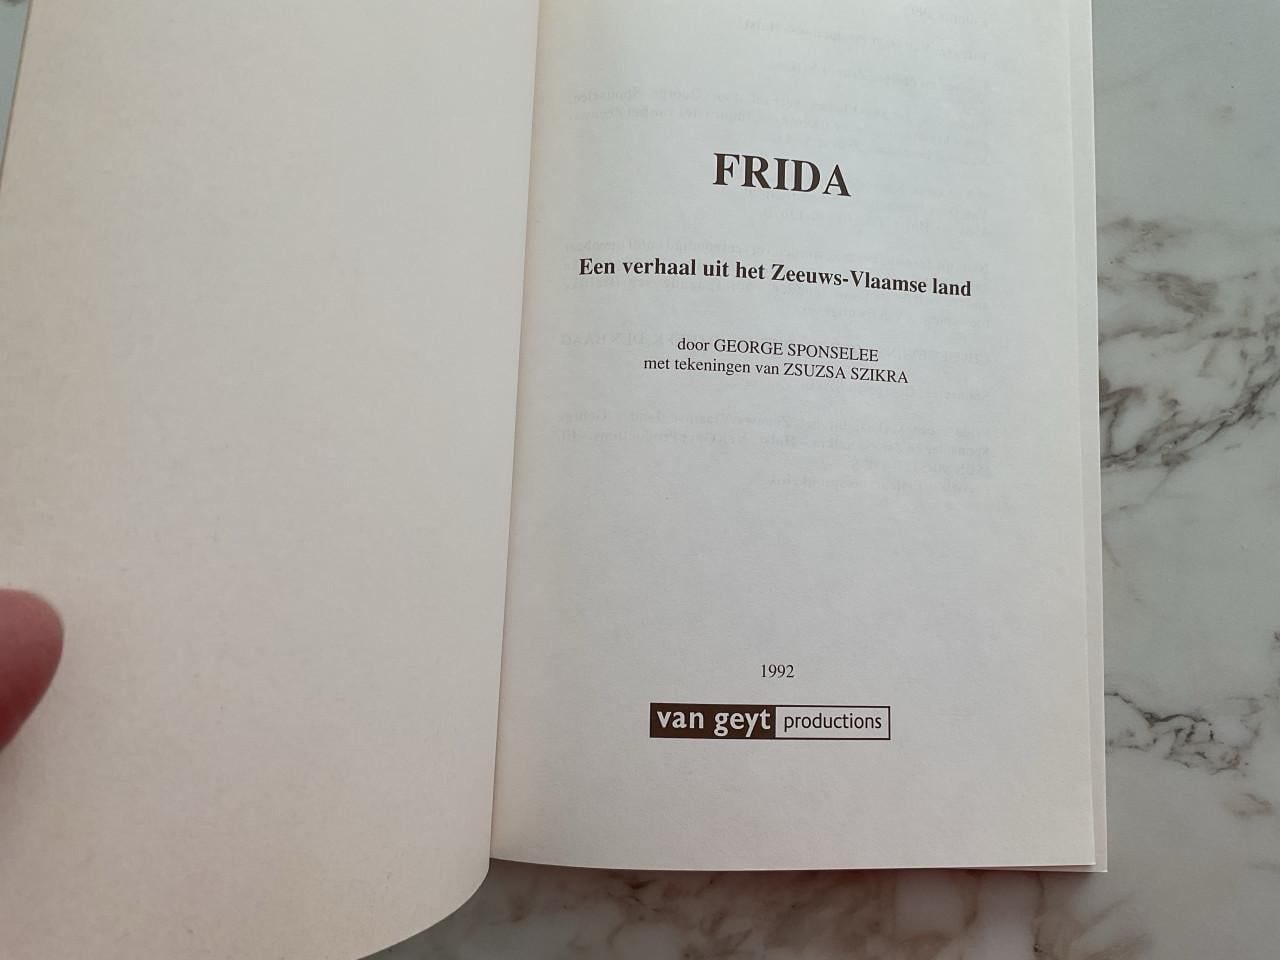 FRIDA
Een verhaal uit het Zeeuws-Vlaamse land
door GEORGE SPONSELEE
met tekeningen van ZSUZSA SZIKRA
1992
van geyt productions